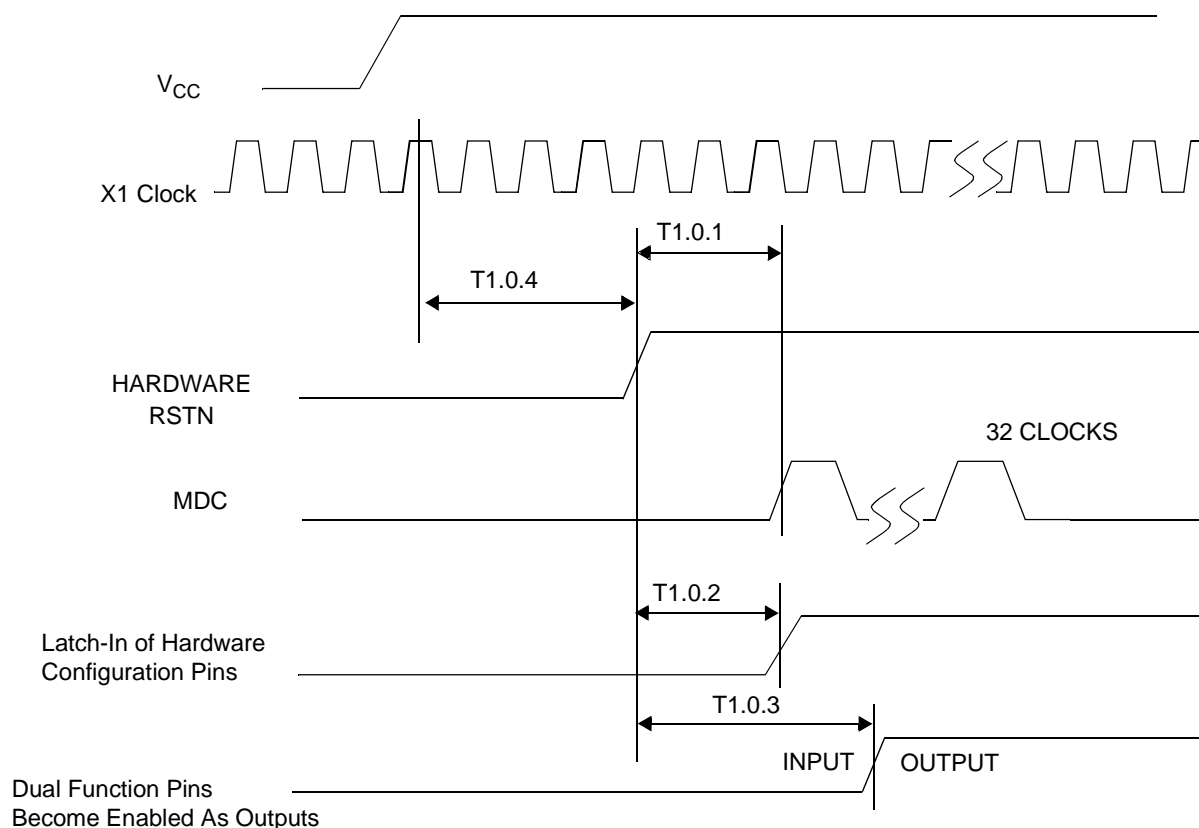 V_CC
X1 Clock
T1.0.1
T1.0.4
HARDWARE
RSTN
32 CLOCKS
MDC
T1.0.2
Latch-In of Hardware
Configuration Pins
T1.0.3
INPUT
OUTPUT
Dual Function Pins
Become Enabled As Outputs